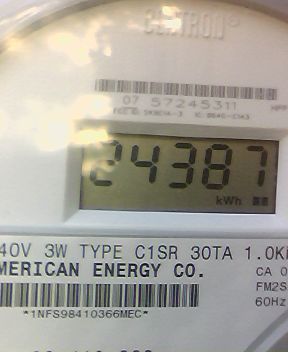 CENTRON®
07 57245311
24387
kWh
40V 3W TYPE C1SR 30TA 1.0K
MERICAN ENERGY CO.
CA 0
FM2S
60Hz
*1NFS98410366MEC*